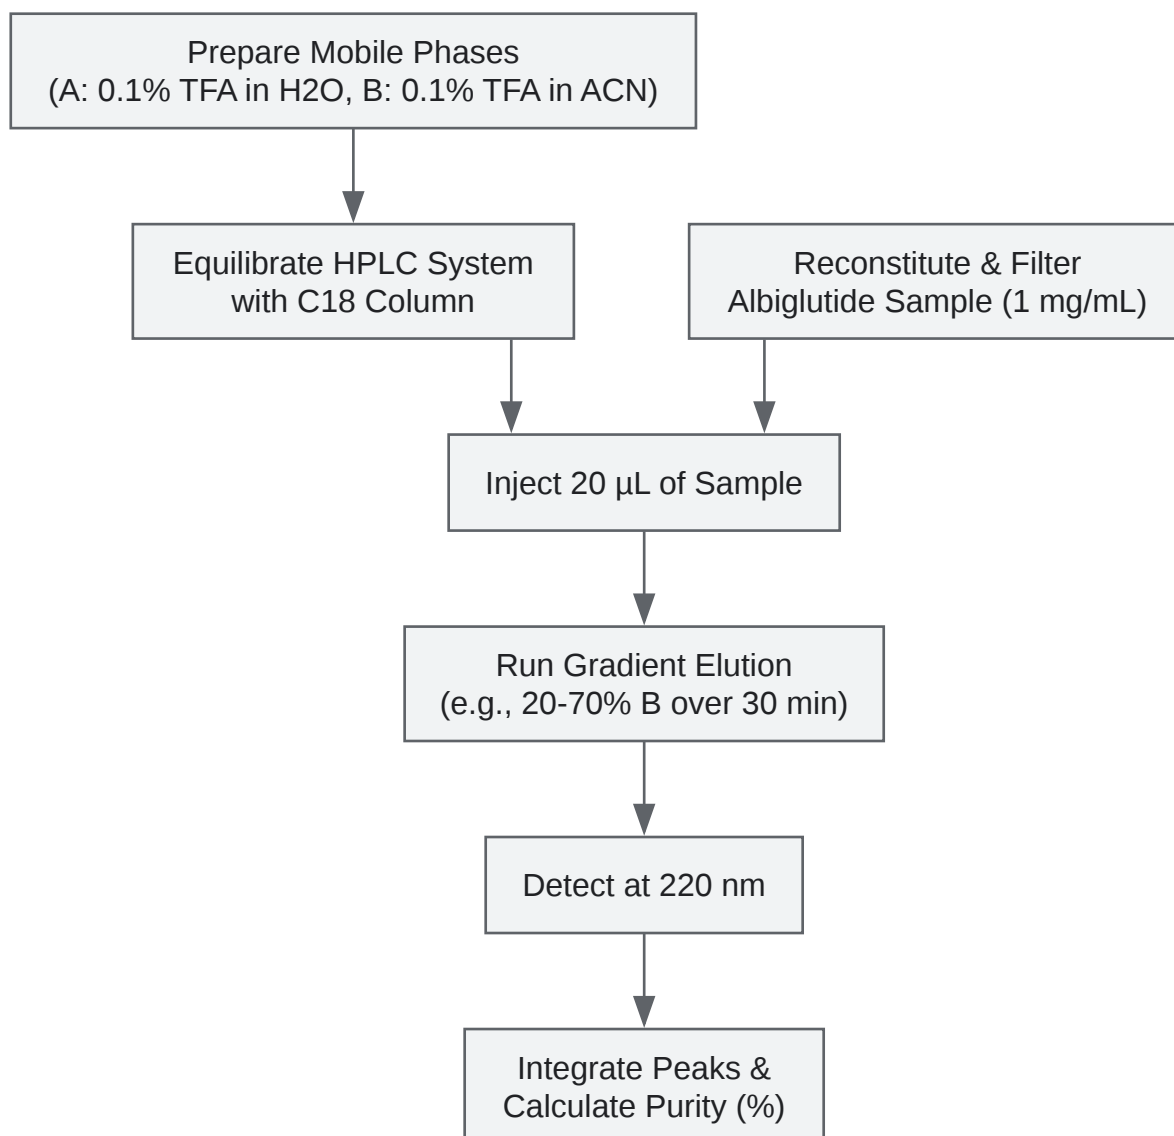 Prepare Mobile Phases
(A: 0.1% TFA in H2O, B: 0.1% TFA in ACN)
Equilibrate HPLC System
with C18 Column
Reconstitute & Filter
Albiglutide Sample (1 mg/mL)
Inject 20 µL of Sample
Run Gradient Elution
(e.g., 20-70% B over 30 min)
Detect at 220 nm
Integrate Peaks &
Calculate Purity (%)